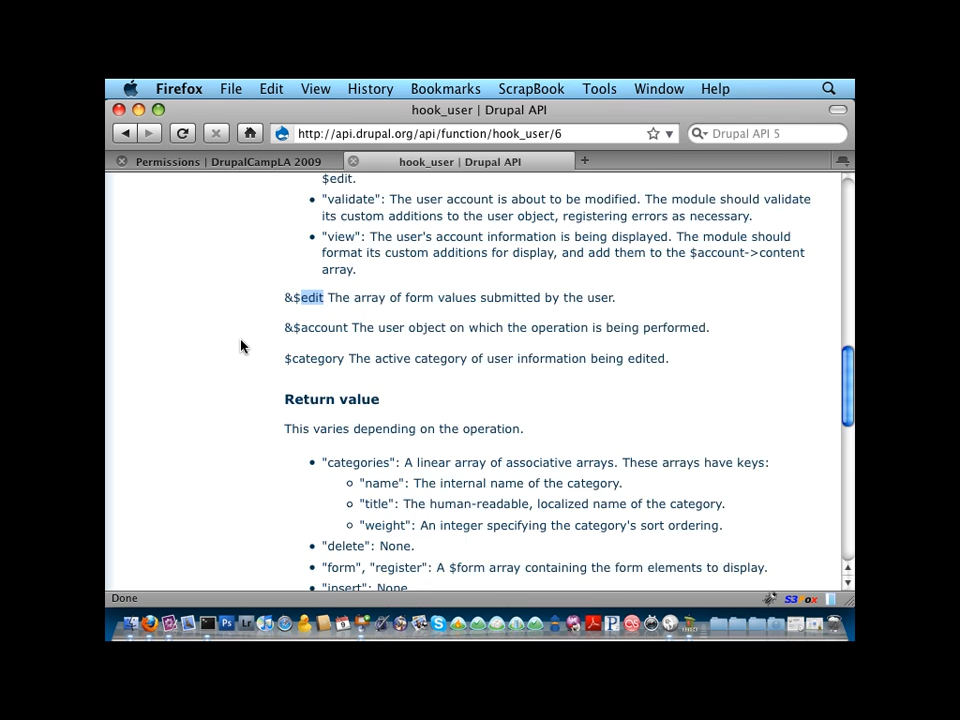 Firefox File Edit View History Bookmarks ScrapBook Tools Window Help
hook_user | Drupal API
http://api.drupal.org/api/function/hook_user/6
Drupal API 5
Permissions | DrupalCampLA 2009
hook_user | Drupal API
$edit.
• "validate": The user account is about to be modified. The module should validate
its custom additions to the user object, registering errors as necessary.
• "view": The user's account information is being displayed. The module should
format its custom additions for display, and add them to the $account->content
array.
&$edit The array of form values submitted by the user.
&$account The user object on which the operation is being performed.
$category The active category of user information being edited.
Return value
This varies depending on the operation.
• "categories": A linear array of associative arrays. These arrays have keys:
◦ "name": The internal name of the category.
◦ "title": The human-readable, localized name of the category.
◦ "weight": An integer specifying the category's sort ordering.
• "delete": None.
• "form", "register": A $form array containing the form elements to display.
• "insert": None.
Done
S3Fox
Ps Lr